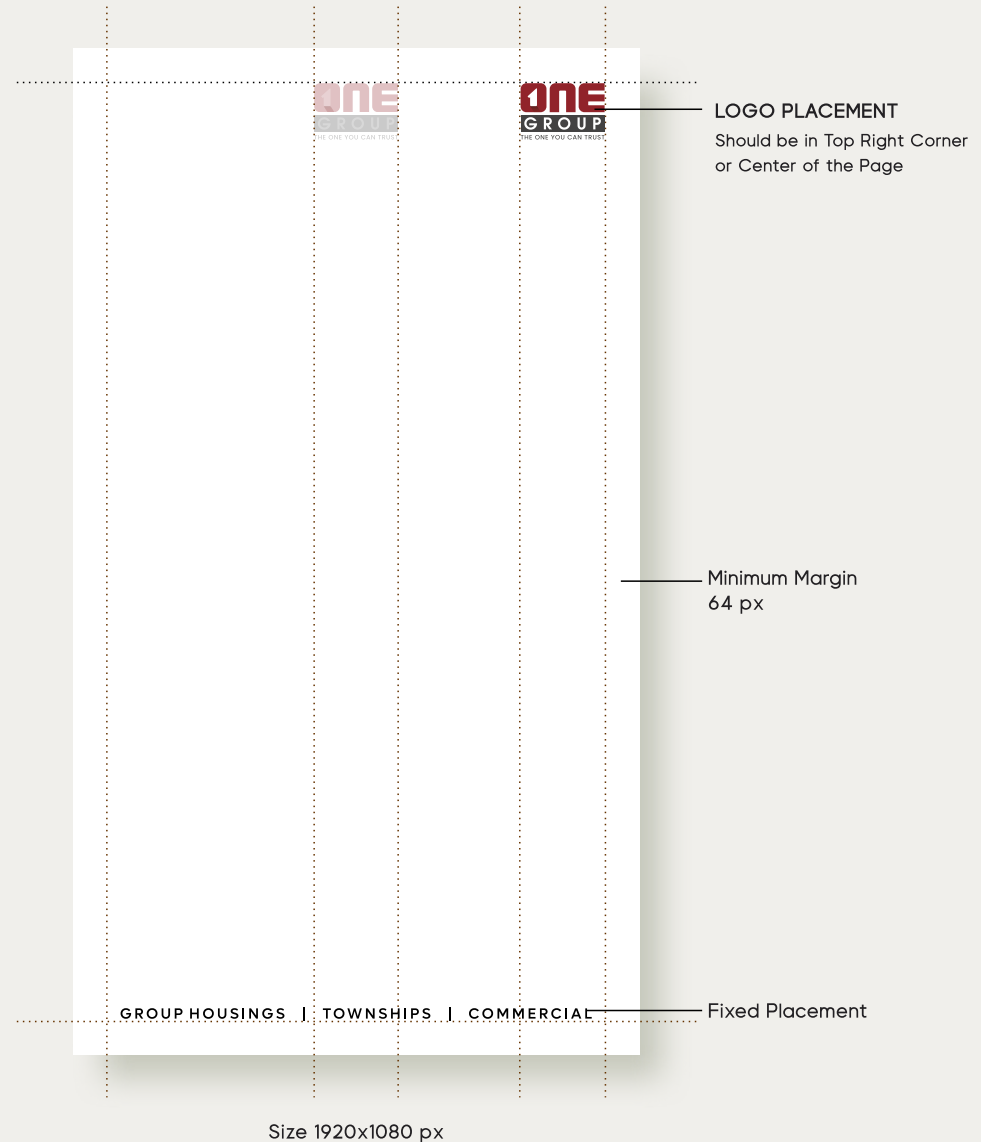 ONE
GROUP
THE ONE YOU CAN TRUST
ONE
GROUP
THE ONE YOU CAN TRUST
LOGO PLACEMENT
Should be in Top Right Corner
or Center of the Page
Minimum Margin
64 px
GROUP HOUSINGS | TOWNSHIPS | COMMERCIAL
Fixed Placement
Size 1920x1080 px